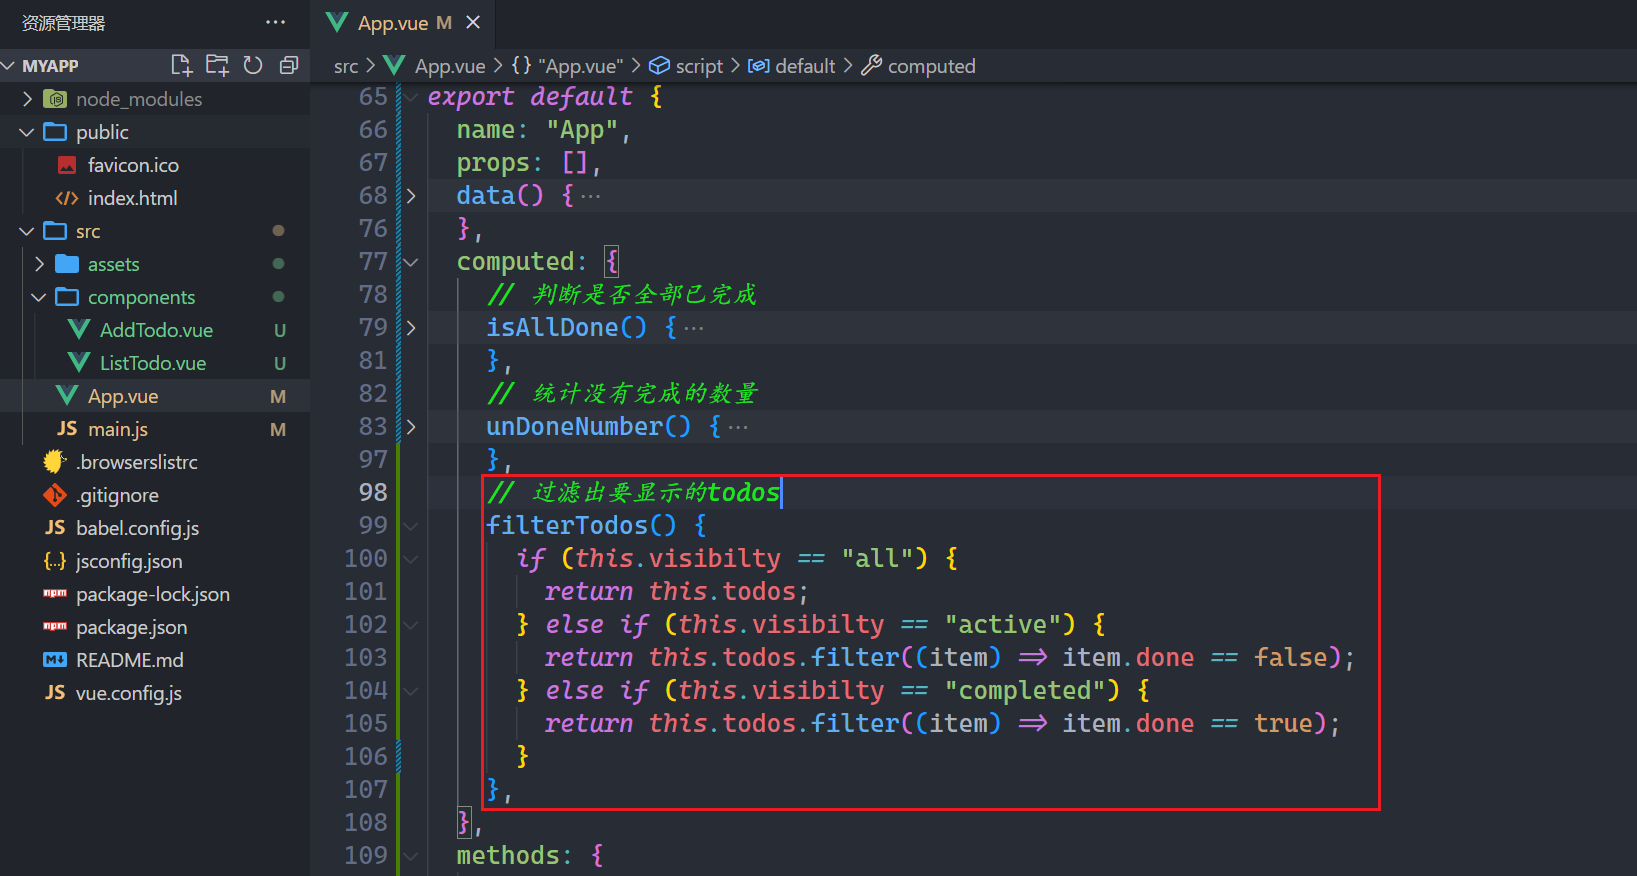 资源管理器 ···
App.vue M ×
MYAPP
src > App.vue > {} "App.vue" > script > default > computed
node_modules
public
favicon.ico
index.html
src
assets
components
AddTodo.vue U
ListTodo.vue U
App.vue M
JS main.js M
.browserslistrc
.gitignore
JS babel.config.js
{..} jsconfig.json
npm package-lock.json
npm package.json
M README.md
JS vue.config.js
65 export default {
66 name: "App",
67 props: [],
68 data() { ···
76 },
77 computed: {
78 // 判断是否全部已完成
79 isAllDone() { ···
81 },
82 // 统计没有完成的数量
83 unDoneNumber() { ···
97 },
98 // 过滤出要显示的todos
99 filterTodos() {
100 if (this.visibilty == "all") {
101 return this.todos;
102 } else if (this.visibilty == "active") {
103 return this.todos.filter((item) => item.done == false);
104 } else if (this.visibilty == "completed") {
105 return this.todos.filter((item) => item.done == true);
106 }
107 },
108 },
109 methods: {